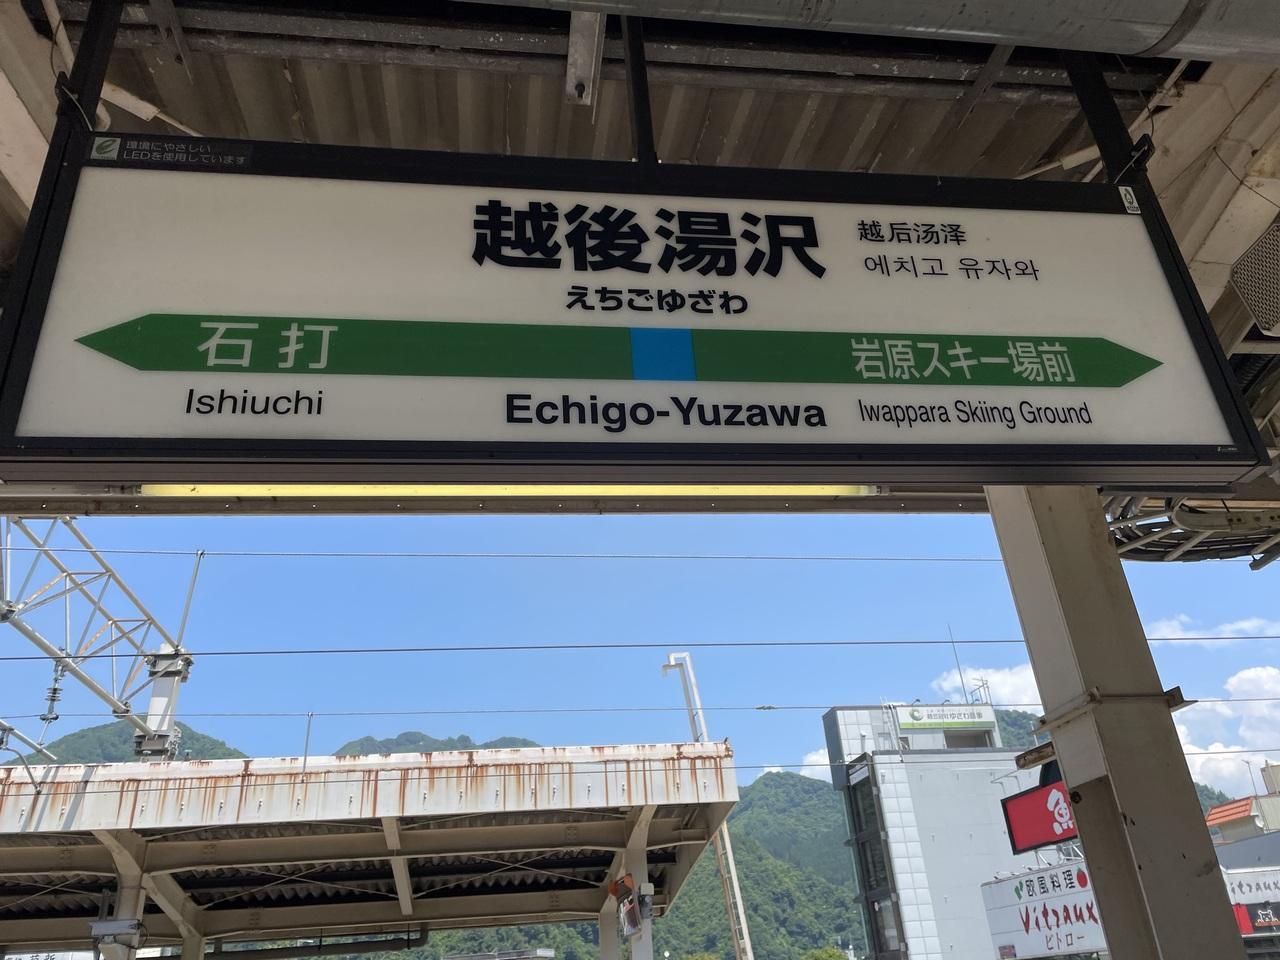 環境にやさしい
LEDを使用しています
越後湯沢
越后汤泽
에치고 유자와
えちごゆざわ
石打
岩原スキー場前
Ishiuchi
Echigo-Yuzawa
Iwappara Skiing Ground
魚
欧風料理
Vitraux
ビトロー